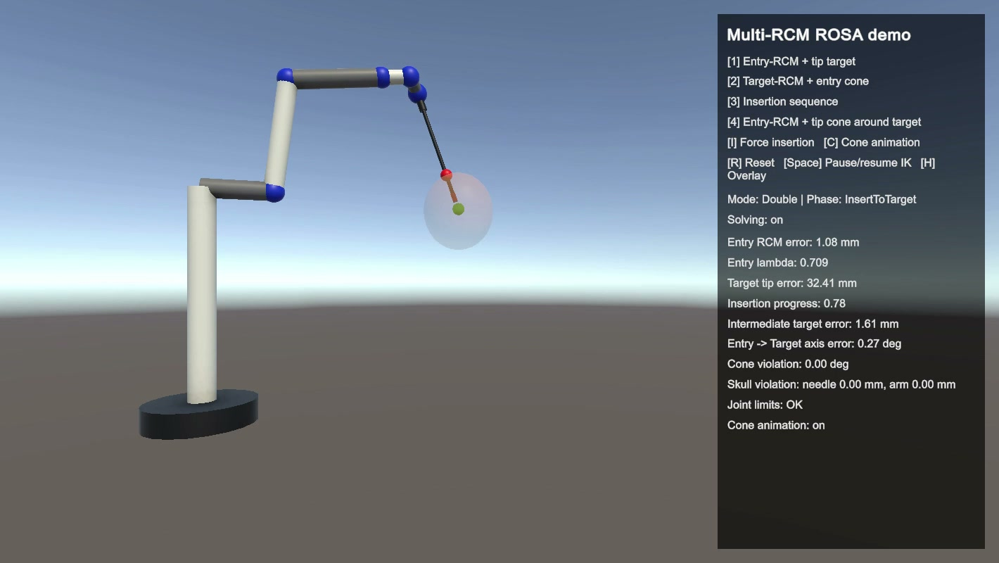 Multi-RCM ROSA demo
[1] Entry-RCM + tip target
[2] Target-RCM + entry cone
[3] Insertion sequence
[4] Entry-RCM + tip cone around target
[I] Force insertion   [C] Cone animation
[R] Reset   [Space] Pause/resume IK   [H]
Overlay
Mode: Double | Phase: InsertToTarget
Solving: on
Entry RCM error: 1.08 mm
Entry lambda: 0.709
Target tip error: 32.41 mm
Insertion progress: 0.78
Intermediate target error: 1.61 mm
Entry -> Target axis error: 0.27 deg
Cone violation: 0.00 deg
Skull violation: needle 0.00 mm, arm 0.00 mm
Joint limits: OK
Cone animation: on